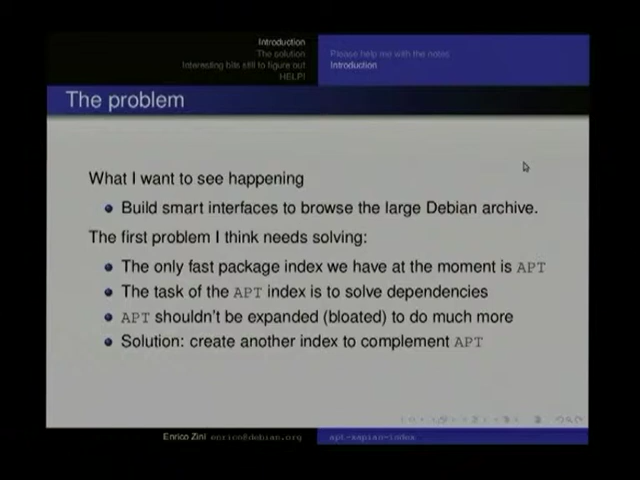 Introduction
The solution
Interesting bits still to figure out
HELP!
Please help me with the notes
Introduction
The problem
What I want to see happening
Build smart interfaces to browse the large Debian archive.
The first problem I think needs solving:
The only fast package index we have at the moment is APT
The task of the APT index is to solve dependencies
APT shouldn't be expanded (bloated) to do much more
Solution: create another index to complement APT
Enrico Zini enrico@debian.org
apt-xapian-index